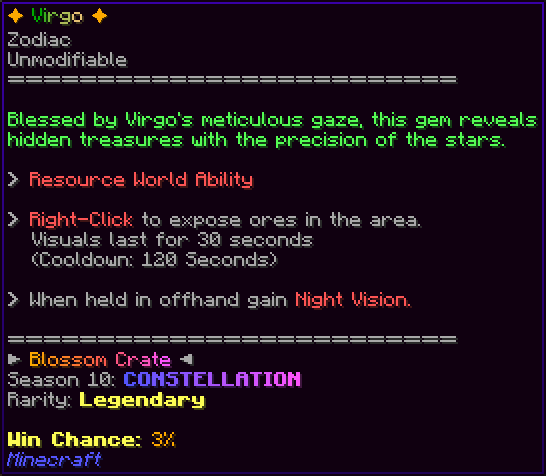 ✦ Virgo ✦
Zodiac
Unmodifiable
==========================
Blessed by Virgo's meticulous gaze, this gem reveals
hidden treasures with the precision of the stars.
> Resource World Ability
> Right-Click to expose ores in the area.
Visuals last for 30 seconds
(Cooldown: 120 Seconds)
> When held in offhand gain Night Vision.
==========================
► Blossom Crate ◄
Season 10: CONSTELLATION
Rarity: Legendary
Win Chance: 3%
Minecraft